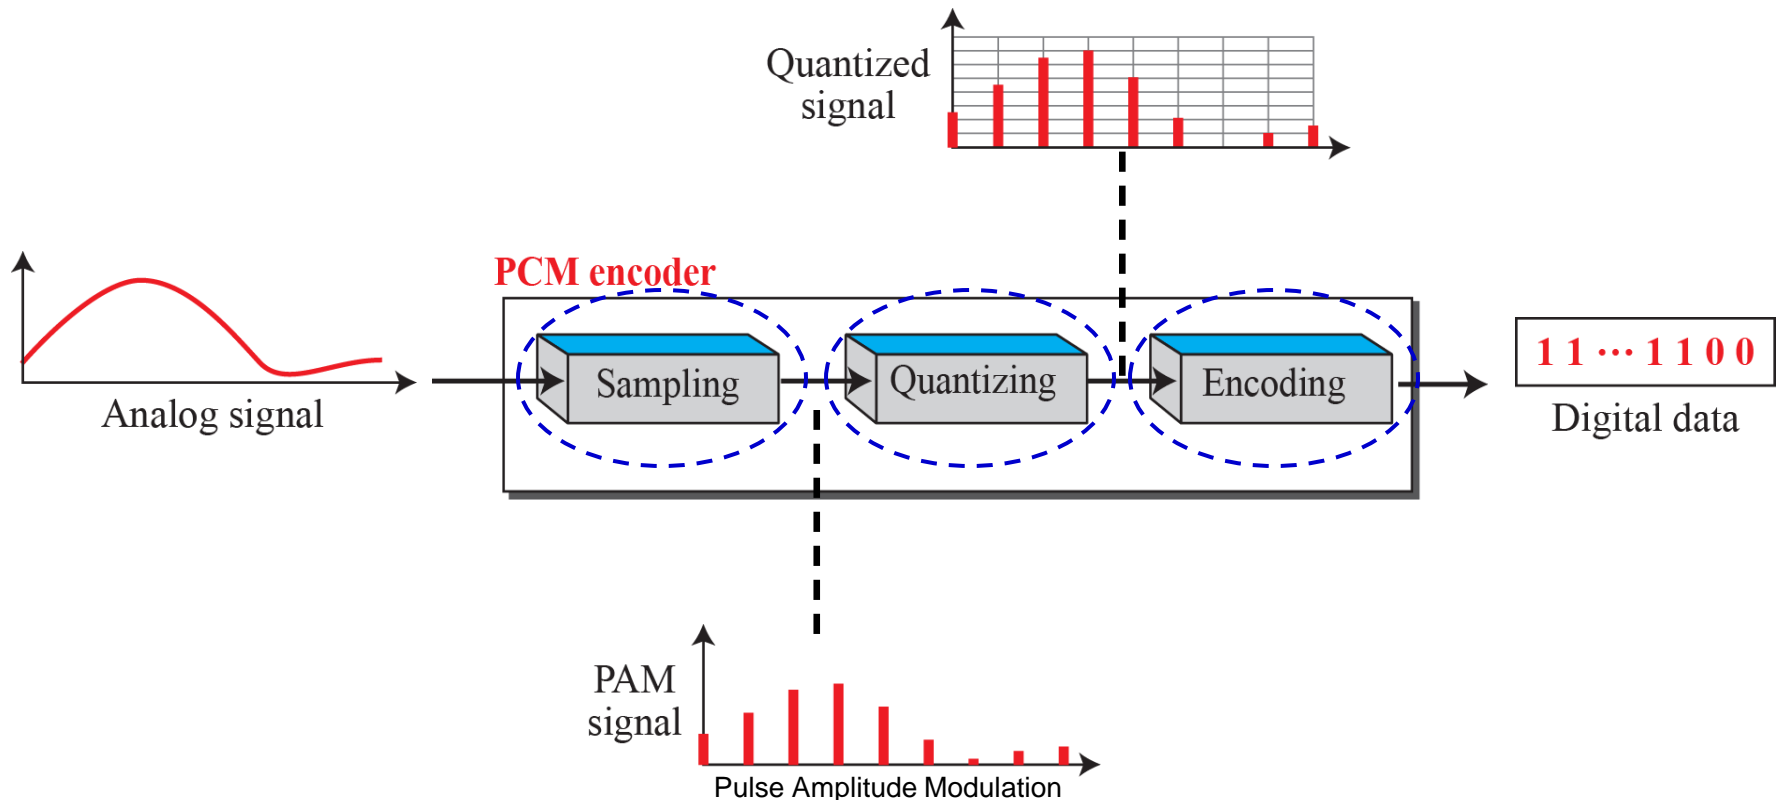 Quantized
signal
PCM encoder
Sampling
Quantizing
Encoding
1 1 ··· 1 1 0 0
Analog signal
Digital data
PAM
signal
Pulse Amplitude Modulation